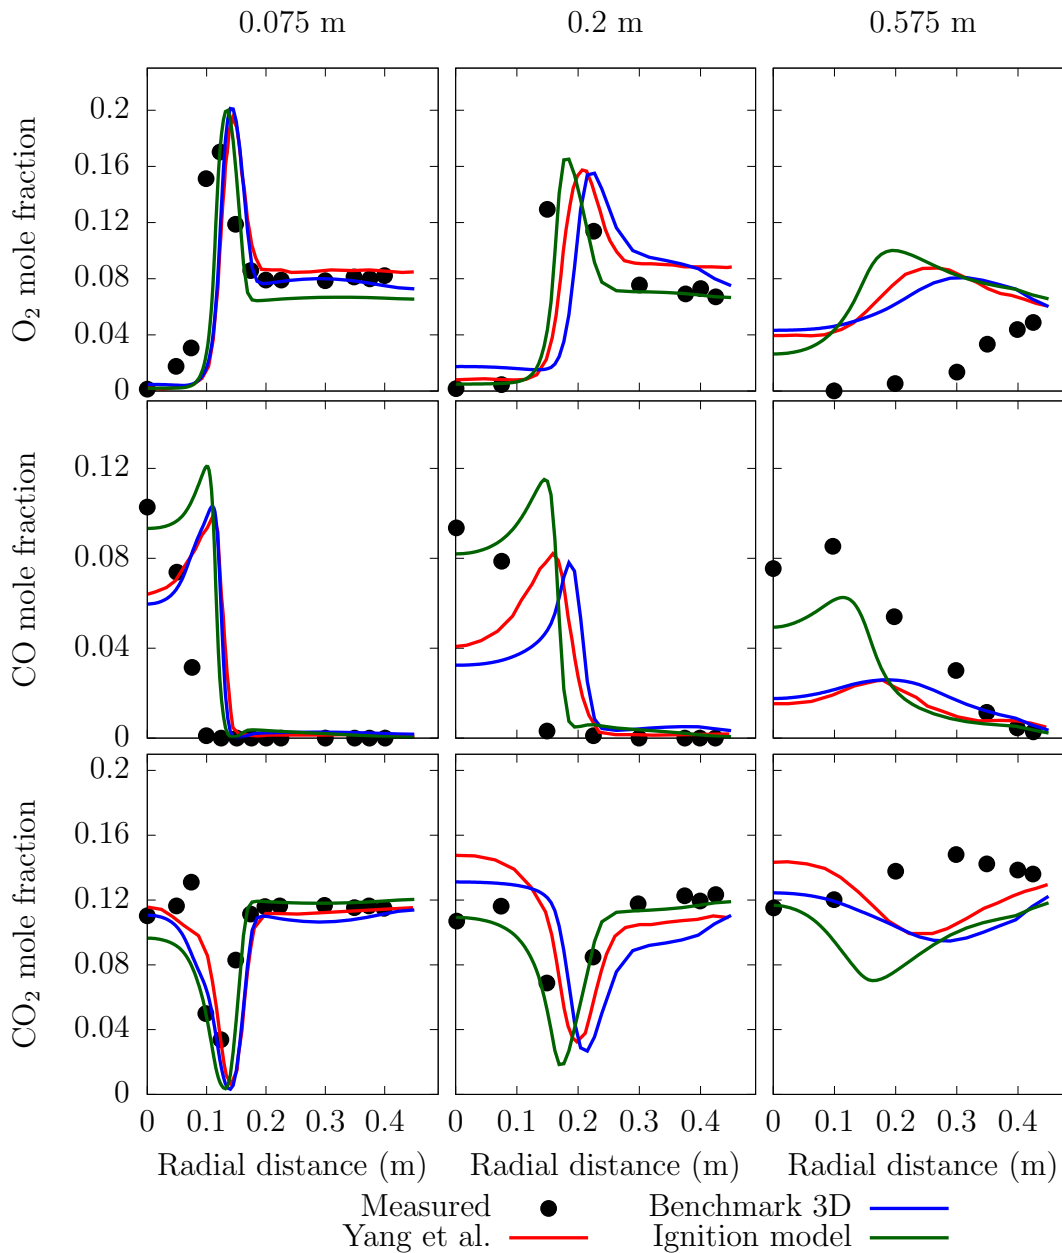 0.075 m 0.2 m 0.575 m
O2 mole fraction
0.2
0.16
0.12
0.08
0.04
0
CO mole fraction
0.12
0.08
0.04
0
CO2 mole fraction
0.2
0.16
0.12
0.08
0.04
0
0 0.1 0.2 0.3 0.4 0 0.1 0.2 0.3 0.4 0 0.1 0.2 0.3 0.4
Radial distance (m) Radial distance (m) Radial distance (m)
Measured Benchmark 3D
Yang et al. Ignition model